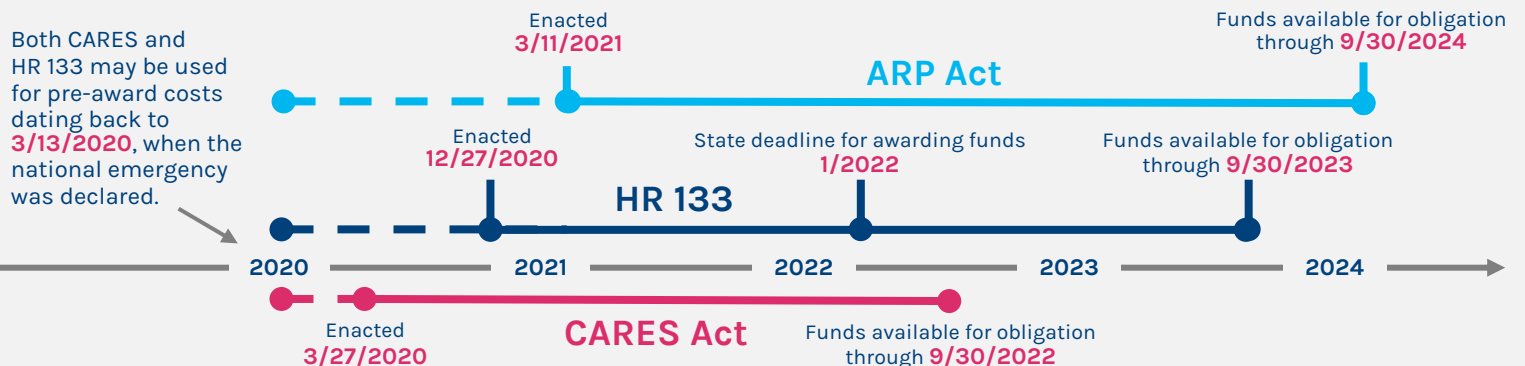 Both CARES and
HR 133 may be used
for pre-award costs
dating back to
3/13/2020, when the
national emergency
was declared.
Enacted
3/11/2021
ARP Act
Funds available for obligation
through 9/30/2024
Enacted
12/27/2020
HR 133
State deadline for awarding funds
1/2022
Funds available for obligation
through 9/30/2023
2020 2021 2022 2023 2024
Enacted
3/27/2020
CARES Act
Funds available for obligation
through 9/30/2022